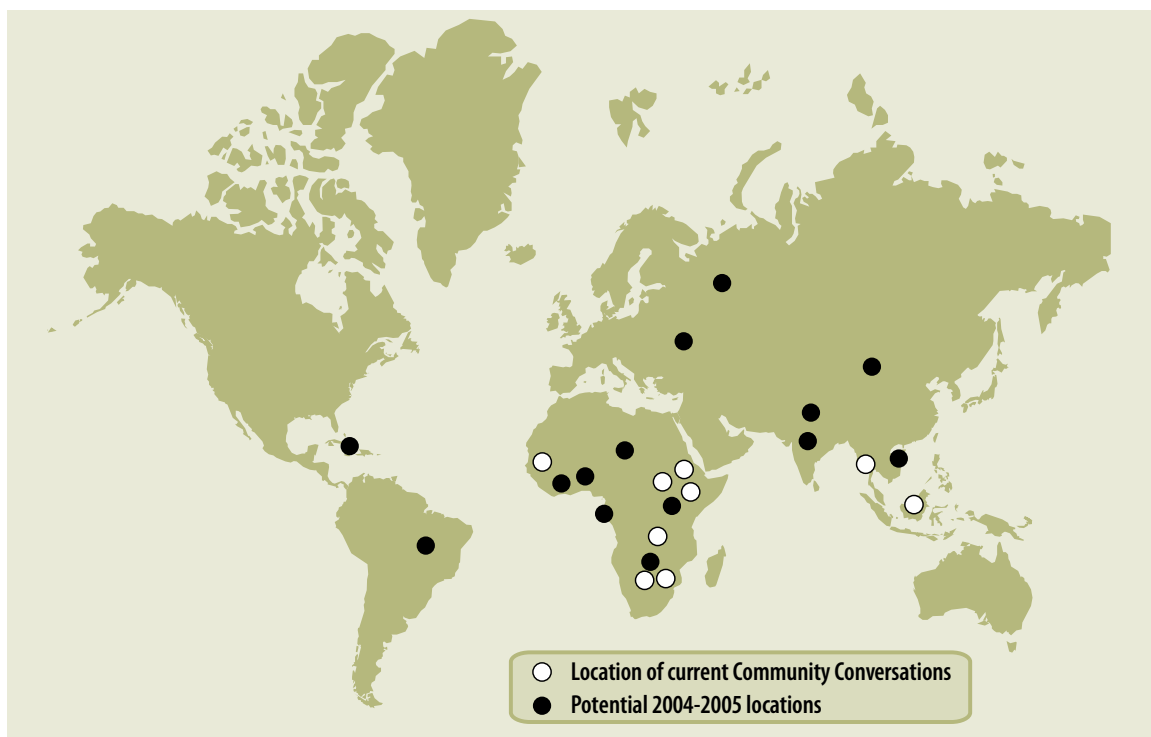 Location of current Community Conversations
Potential 2004-2005 locations